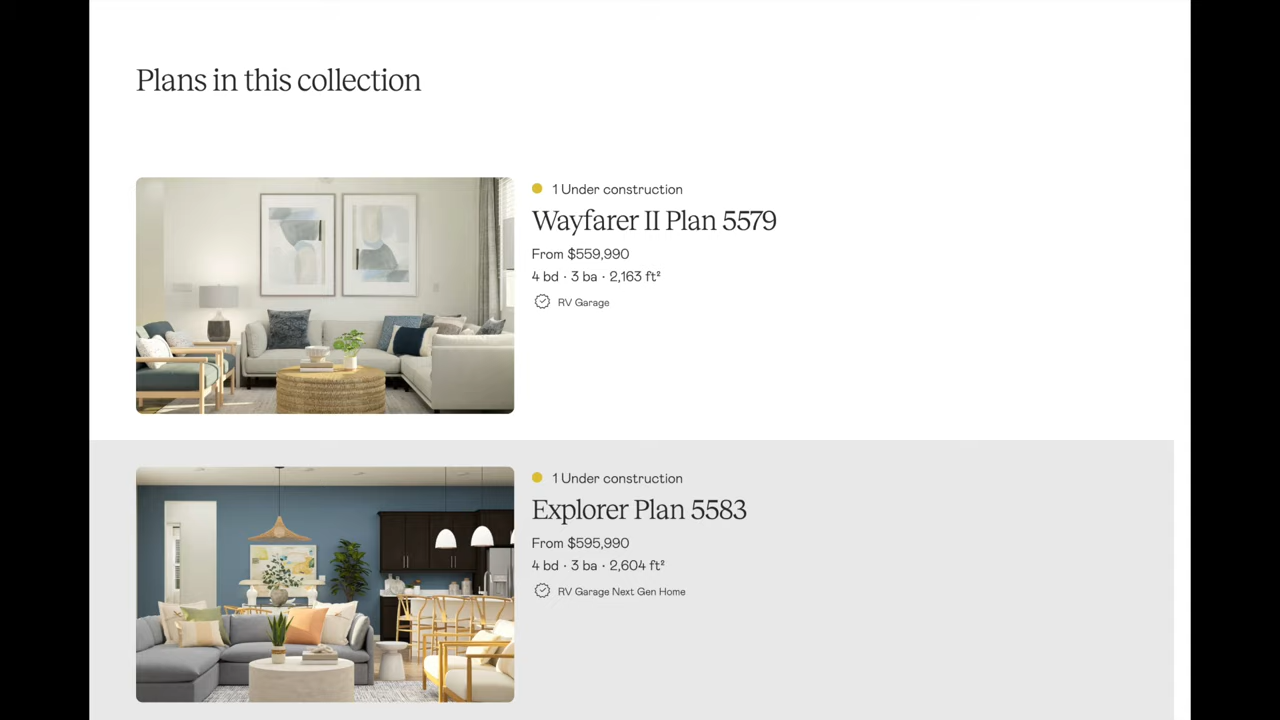 Plans in this collection
1 Under construction
Wayfarer II Plan 5579
From $559,990
4 bd · 3 ba · 2,163 ft²
RV Garage
1 Under construction
Explorer Plan 5583
From $595,990
4 bd · 3 ba · 2,604 ft²
RV Garage Next Gen Home